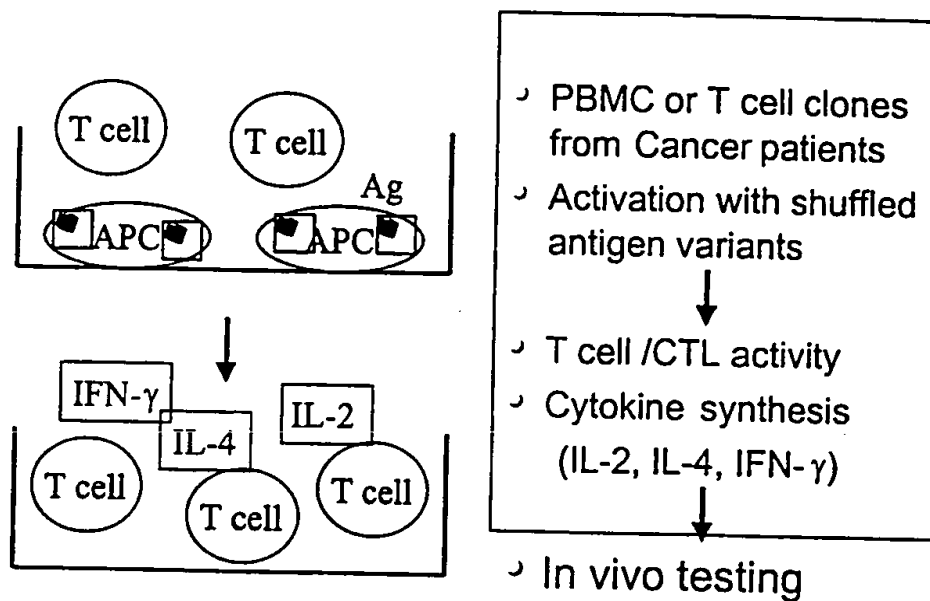 T cell
T cell
Ag
APC
APC
IFN-γ
IL-4
IL-2
T cell
T cell
T cell
PBMC or T cell clones
from Cancer patients
Activation with shuffled
antigen variants
T cell /CTL activity
Cytokine synthesis
(IL-2, IL-4, IFN-γ)
In vivo testing